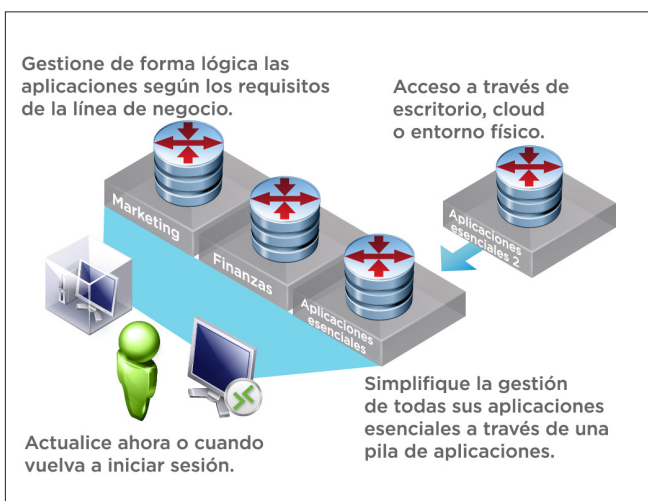 Gestione de forma lógica las
aplicaciones según los requisitos
de la línea de negocio.
Acceso a través de
escritorio, cloud
o entorno físico.
Marketing
Finanzas
Aplicaciones
esenciales
Aplicaciones
esenciales 2
Simplifique la gestión
de todas sus aplicaciones
esenciales a través de una
pila de aplicaciones.
Actualice ahora o cuando
vuelva a iniciar sesión.